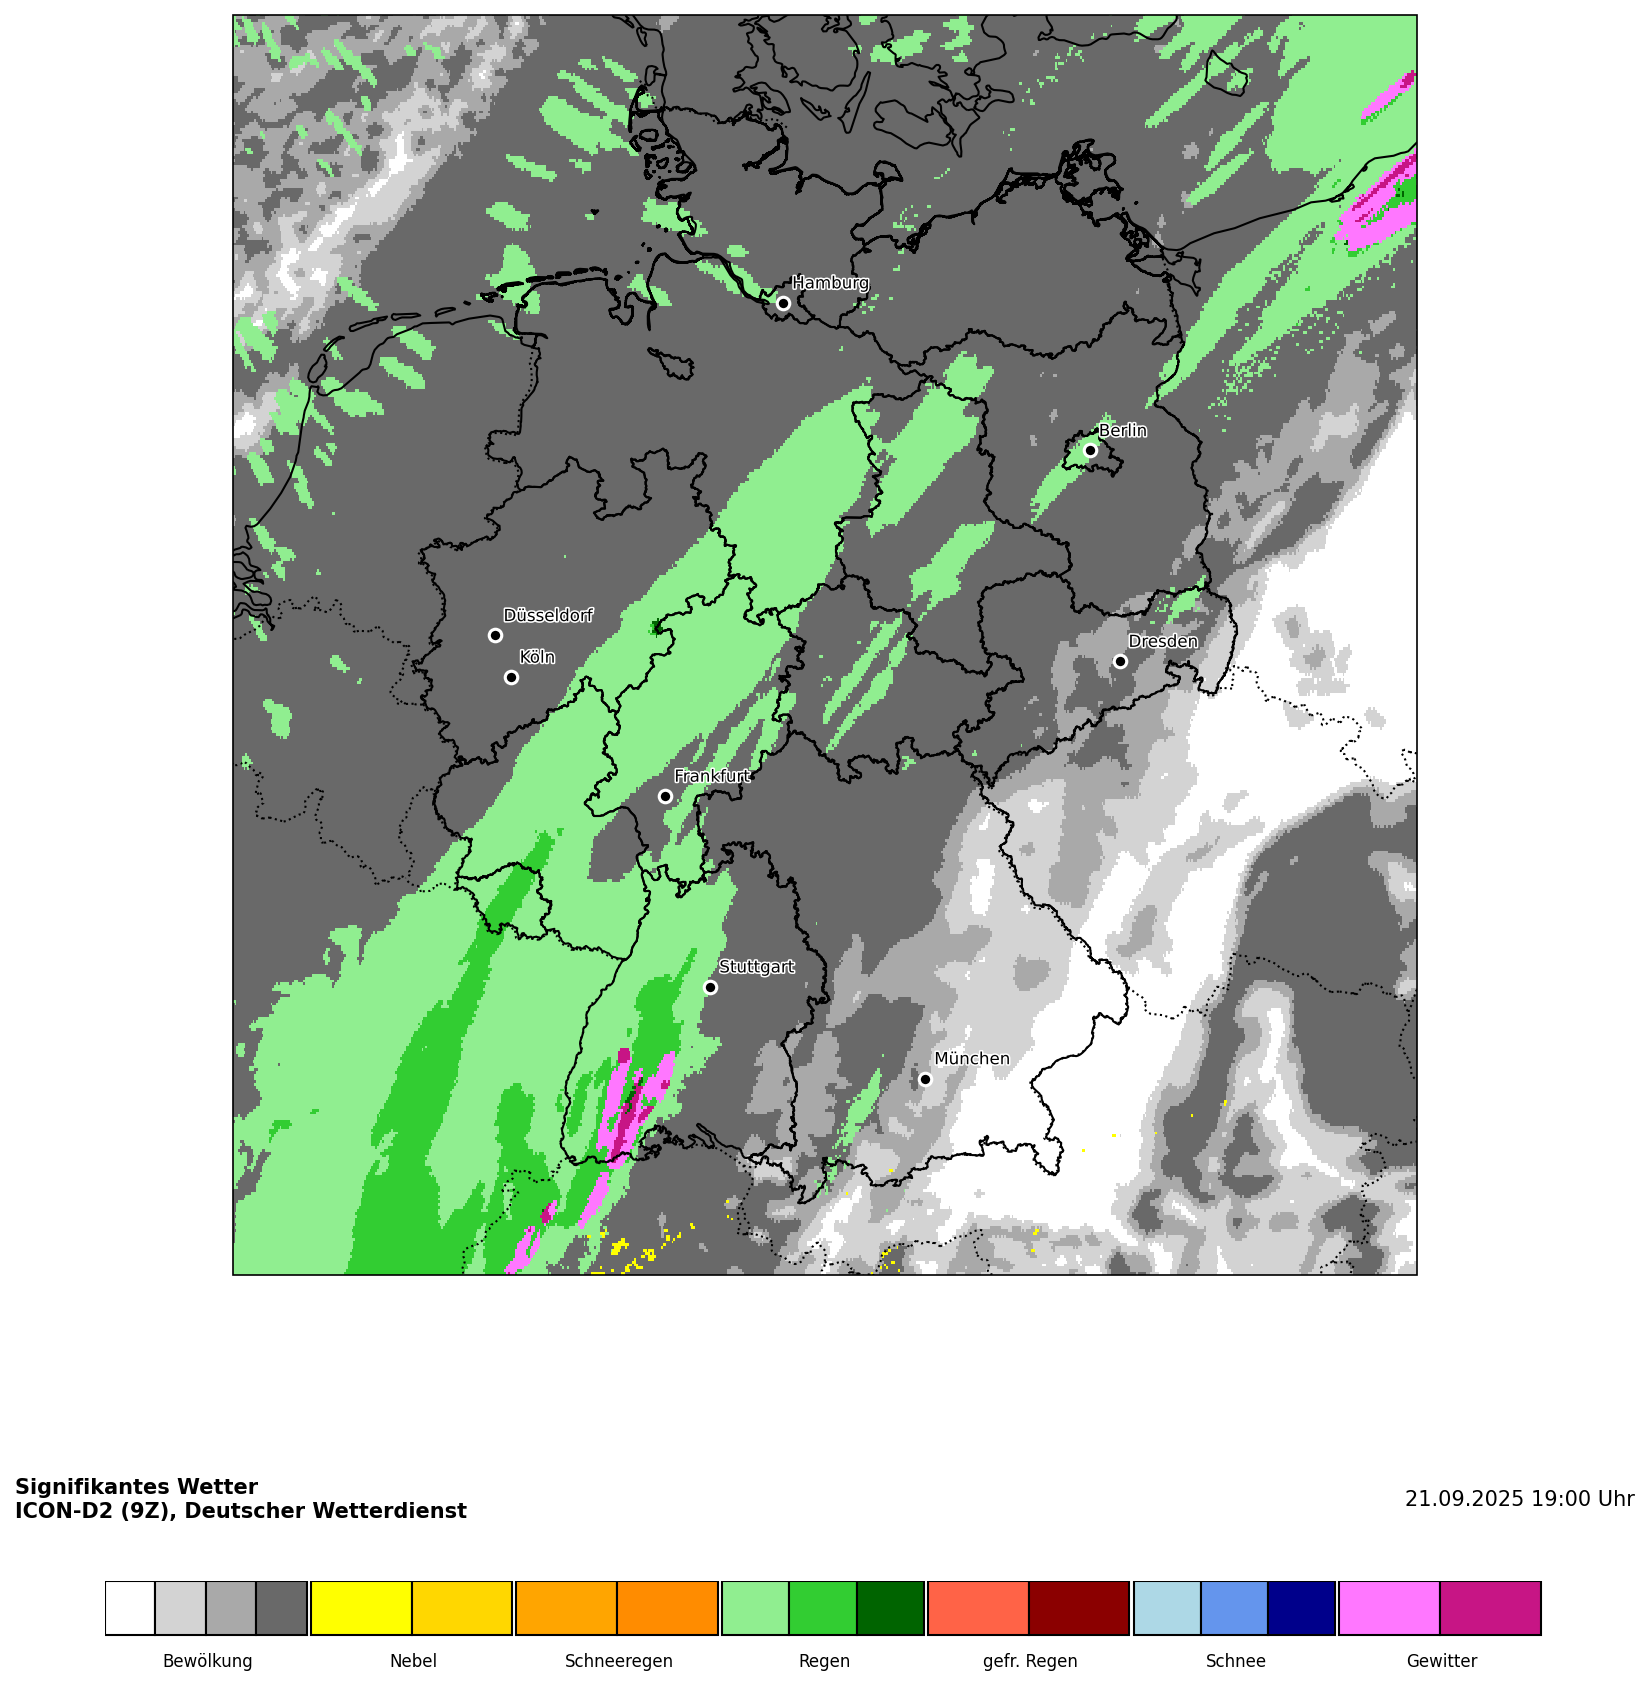 Hamburg
Berlin
Düsseldorf
Dresden
Köln
Frankfurt
Stuttgart
München
Signifikantes Wetter
ICON-D2 (9Z), Deutscher Wetterdienst
21.09.2025 19:00 Uhr
Bewölkung
Nebel
Schneeregen
Regen
gefr. Regen
Schnee
Gewitter